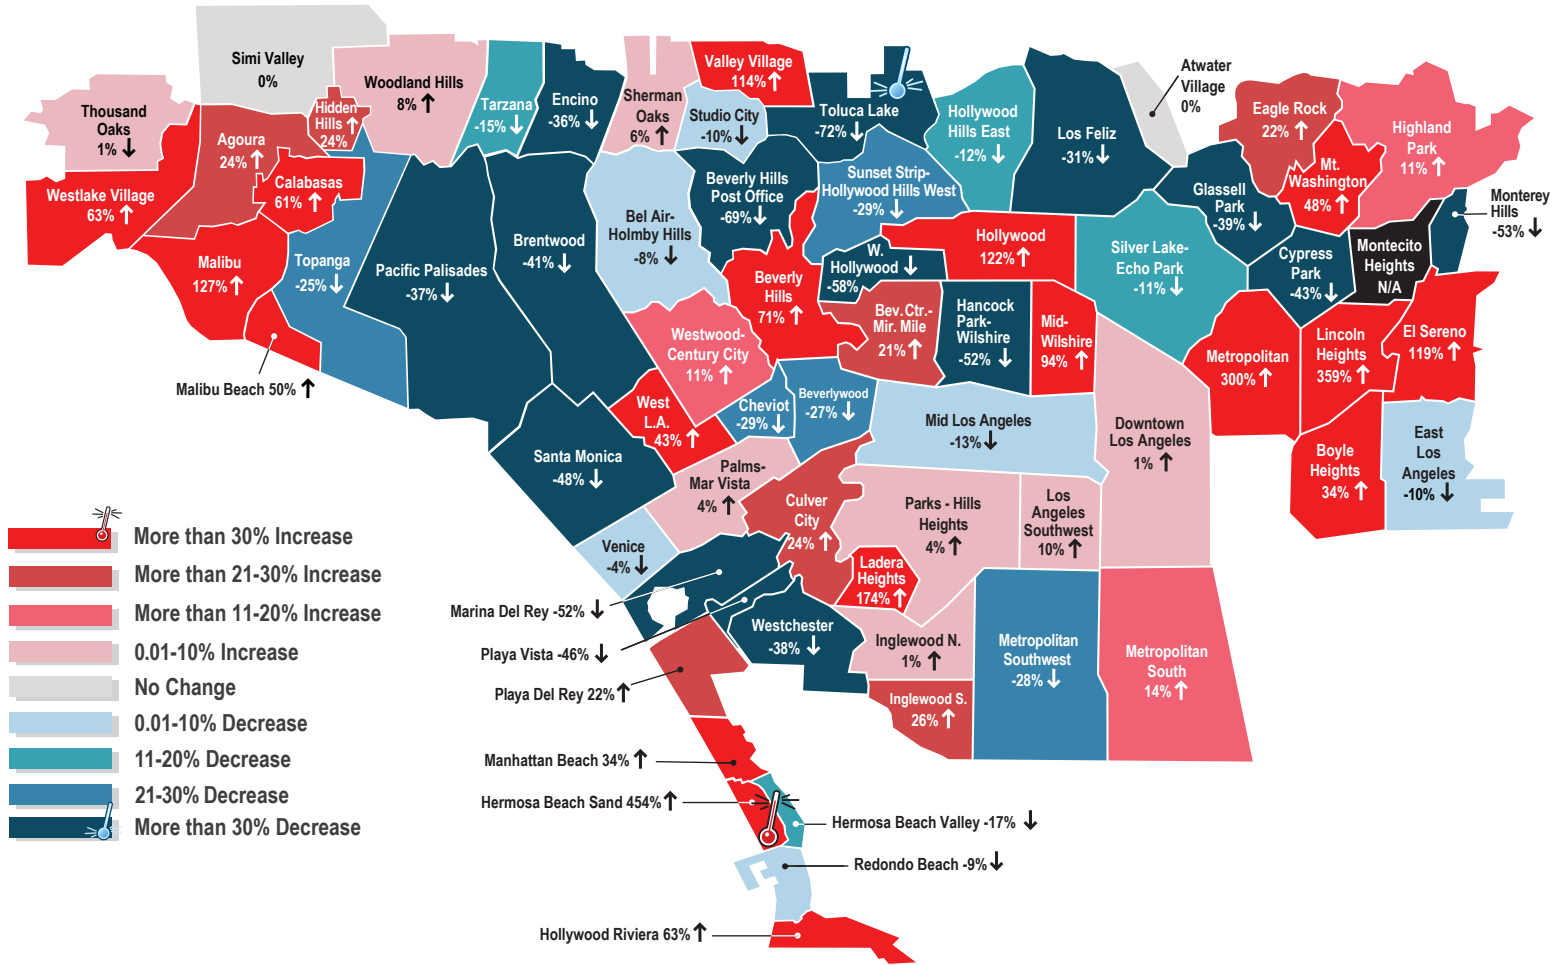 Simi Valley
0%
Woodland Hills
8%
Thousand
Oaks
1%
Hidden
Hills
24%
Tarzana
-15%
Encino
-36%
Sherman
Oaks
6%
Valley Village
114%
Studio City
-10%
Toluca Lake
-72%
Hollywood
Hills East
-12%
Los Feliz
-31%
Atwater
Village
0%
Eagle Rock
22%
Highland
Park
11%
Mt.
Washington
48%
Monterey
Hills
-53%
Agoura
24%
Calabasas
61%
Westlake Village
63%
Malibu
127%
Topanga
-25%
Malibu Beach 50%
Pacific Palisades
-37%
Brentwood
-41%
Bel Air-
Holmby Hills
-8%
Beverly Hills
Post Office
-69%
Sunset Strip-
Hollywood Hills West
-29%
W.
Hollywood
-58%
Hollywood
122%
Silver Lake-
Echo Park
-11%
Glassell
Park
-39%
Cypress
Park
-43%
Montecito
Heights
N/A
Beverly
Hills
71%
Westwood-
Century City
11%
Bev.Ctr.-
Mir. Mile
21%
Hancock
Park-
Wilshire
-52%
Mid-
Wilshire
94%
Metropolitan
300%
Lincoln
Heights
359%
El Sereno
119%
West
L.A.
43%
Cheviot
-29%
Beverlywood
-27%
Mid Los Angeles
-13%
Downtown
Los Angeles
1%
Boyle
Heights
34%
East
Los
Angeles
-10%
Santa Monica
-48%
Palms-
Mar Vista
4%
Culver
City
24%
Parks - Hills
Heights
4%
Los
Angeles
Southwest
10%
Venice
-4%
Ladera
Heights
174%
Marina Del Rey -52%
Playa Vista -46%
Westchester
-38%
Inglewood N.
1%
Metropolitan
Southwest
-28%
Metropolitan
South
14%
Playa Del Rey 22%
Inglewood S.
26%
Manhattan Beach 34%
Hermosa Beach Sand 454%
Hermosa Beach Valley -17%
Redondo Beach -9%
Hollywood Riviera 63%
More than 30% Increase
More than 21-30% Increase
More than 11-20% Increase
0.01-10% Increase
No Change
0.01-10% Decrease
11-20% Decrease
21-30% Decrease
More than 30% Decrease